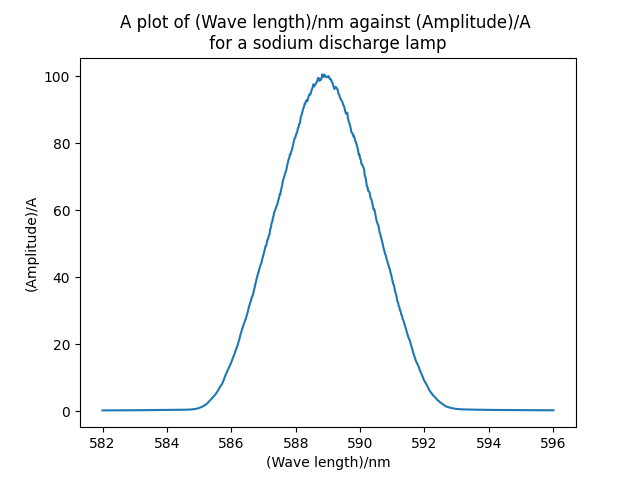 A plot of (Wave length)/nm against (Amplitude)/A
for a sodium discharge lamp
100
80
60
40
20
0
(Amplitude)/A
582 584 586 588 590 592 594 596
(Wave length)/nm